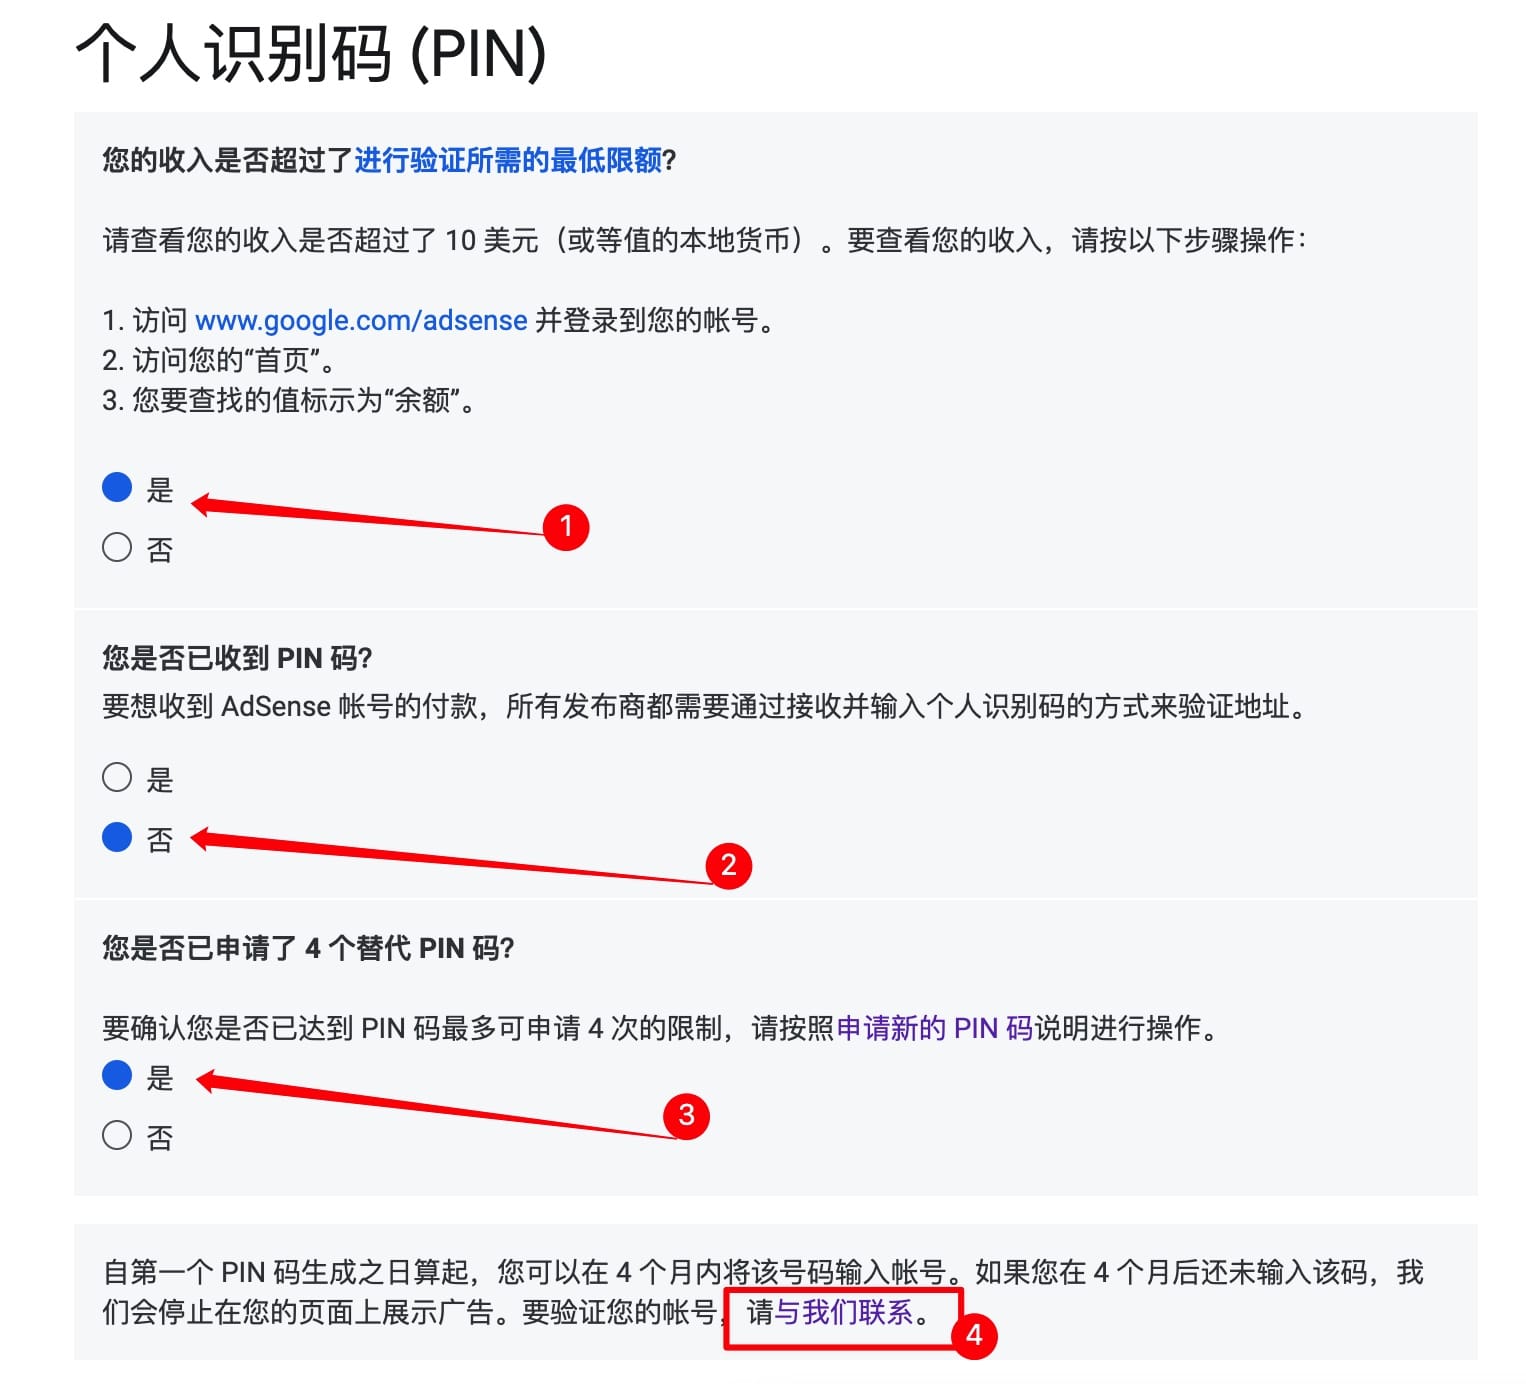 个人识别码 (PIN)
您的收入是否超过了进行验证所需的最低限额?
请查看您的收入是否超过了 10 美元（或等值的本地货币）。要查看您的收入，请按以下步骤操作：
1. 访问 www.google.com/adsense 并登录到您的帐号。
2. 访问您的“首页”。
3. 您要查找的值标示为“余额”。
是
1
否
您是否已收到 PIN 码?
要想收到 AdSense 帐号的付款，所有发布商都需要通过接收并输入个人识别码的方式来验证地址。
是
否
2
您是否已申请了 4 个替代 PIN 码?
要确认您是否已达到 PIN 码最多可申请 4 次的限制，请按照申请新的 PIN 码说明进行操作。
是
3
否
自第一个 PIN 码生成之日算起，您可以在 4 个月内将该号码输入帐号。如果您在 4 个月后还未输入该码，我
们会停止在您的页面上展示广告。要验证您的帐号，请与我们联系。
4